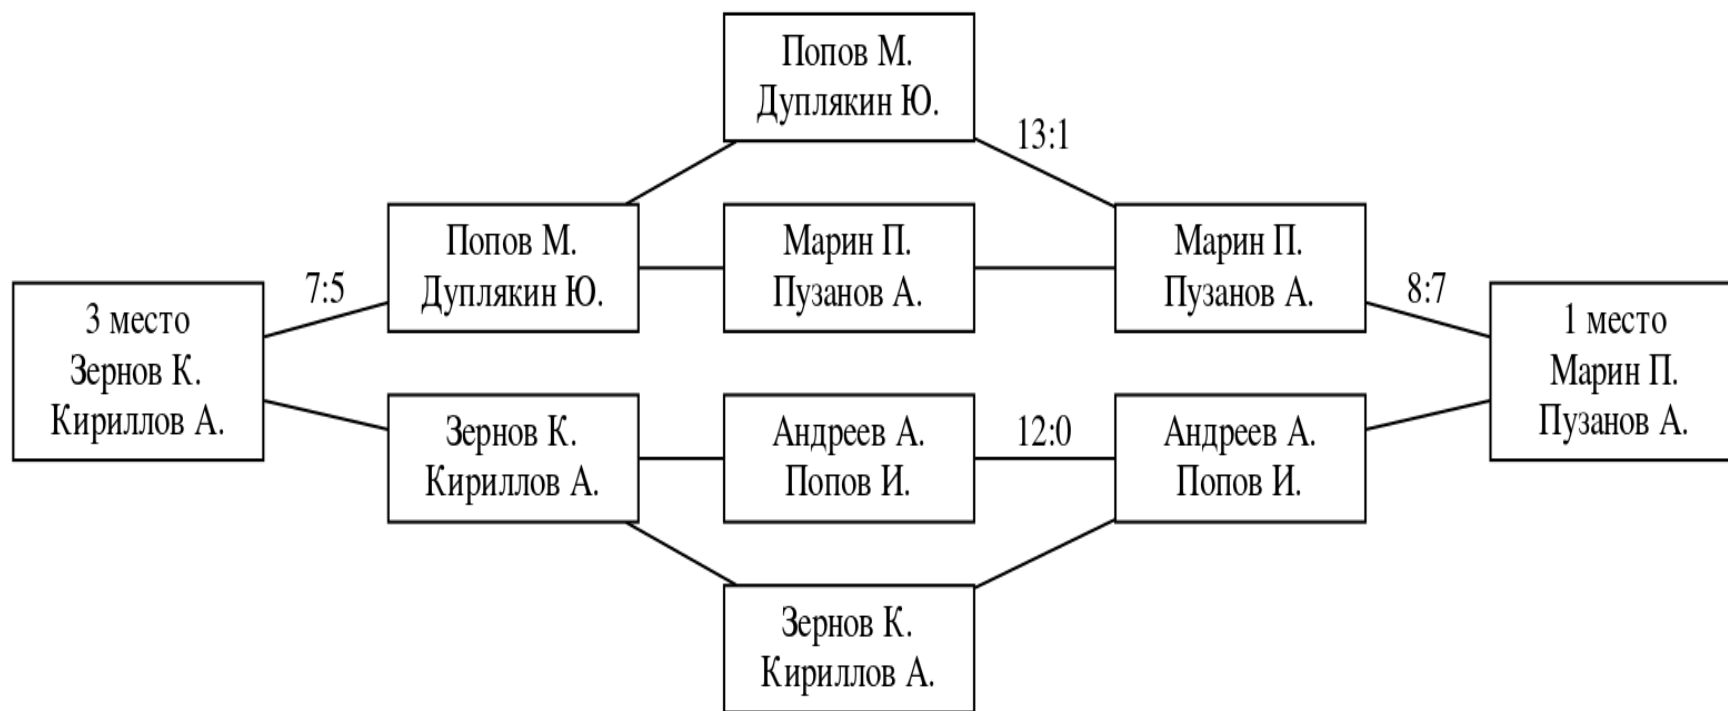 Попов М.
Дуплякин Ю.
13:1
Попов М.
Дуплякин Ю.
Марин П.
Пузанов А.
Марин П.
Пузанов А.
7:5
8:7
3 место
Зернов К.
Кириллов А.
1 место
Марин П.
Пузанов А.
Зернов К.
Кириллов А.
Андреев А.
Попов И.
12:0
Андреев А.
Попов И.
Зернов К.
Кириллов А.